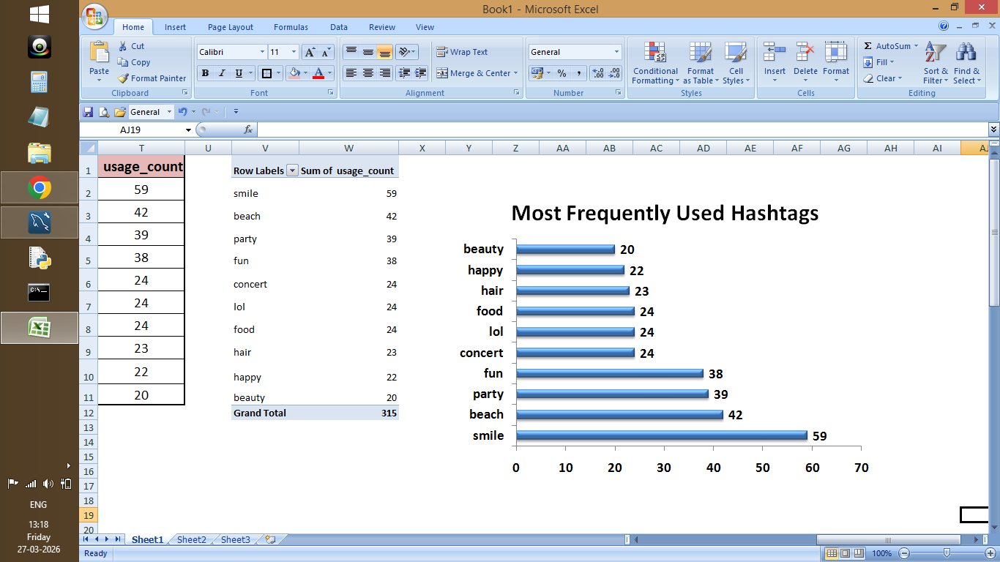 Book1 - Microsoft Excel
Home Insert Page Layout Formulas Data Review View
Paste
Cut
Copy
Format Painter
Clipboard
Calibri 11
B I U
Font
Wrap Text
Merge & Center
Alignment
General
% ,
Number
Conditional Formatting
Format as Table
Cell Styles
Styles
Insert Delete Format
Cells
Σ AutoSum
Fill
Clear
Sort & Filter
Find & Select
Editing
General
AJ19 fx
T U V W X Y Z AA AB AC AD AE AF AG AH AI AJ
1 usage_count Row Labels Sum of usage_count
2 59 smile 59
3 42 beach 42
4 39 party 39
5 38 fun 38
6 24 concert 24
7 24 lol 24
8 24 food 24
9 23 hair 23
10 22 happy 22
11 20 beauty 20
12 Grand Total 315
13
14
15
16
17
18
19
20
Most Frequently Used Hashtags
beauty 20
happy 22
hair 23
food 24
lol 24
concert 24
fun 38
party 39
beach 42
smile 59
0 10 20 30 40 50 60 70
Sheet1 Sheet2 Sheet3
Ready 100%
ENG
13:18
Friday
27-03-2026